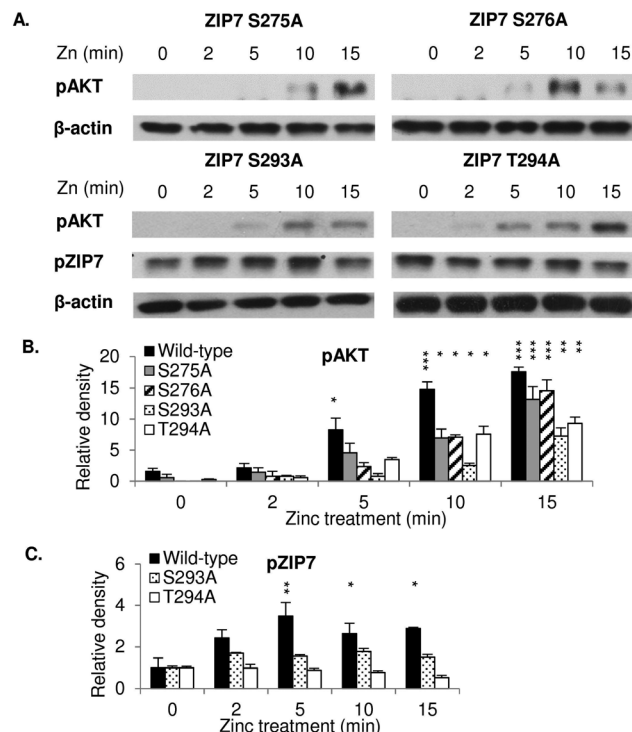 A.
ZIP7 S275A
ZIP7 S276A
Zn (min) 0 2 5 10 15 0 2 5 10 15
pAKT
β-actin
ZIP7 S293A
ZIP7 T294A
Zn (min) 0 2 5 10 15 0 2 5 10 15
pAKT
pZIP7
β-actin
B.
pAKT
Wild-type
S275A
S276A
S293A
T294A
Relative density
20
15
10
5
0
* *** * * * * *** *** *** ** **
0 2 5 10 15
Zinc treatment (min)
C.
pZIP7
Wild-type
S293A
T294A
Relative density
6
4
2
0
** * *
0 2 5 10 15
Zinc treatment (min)